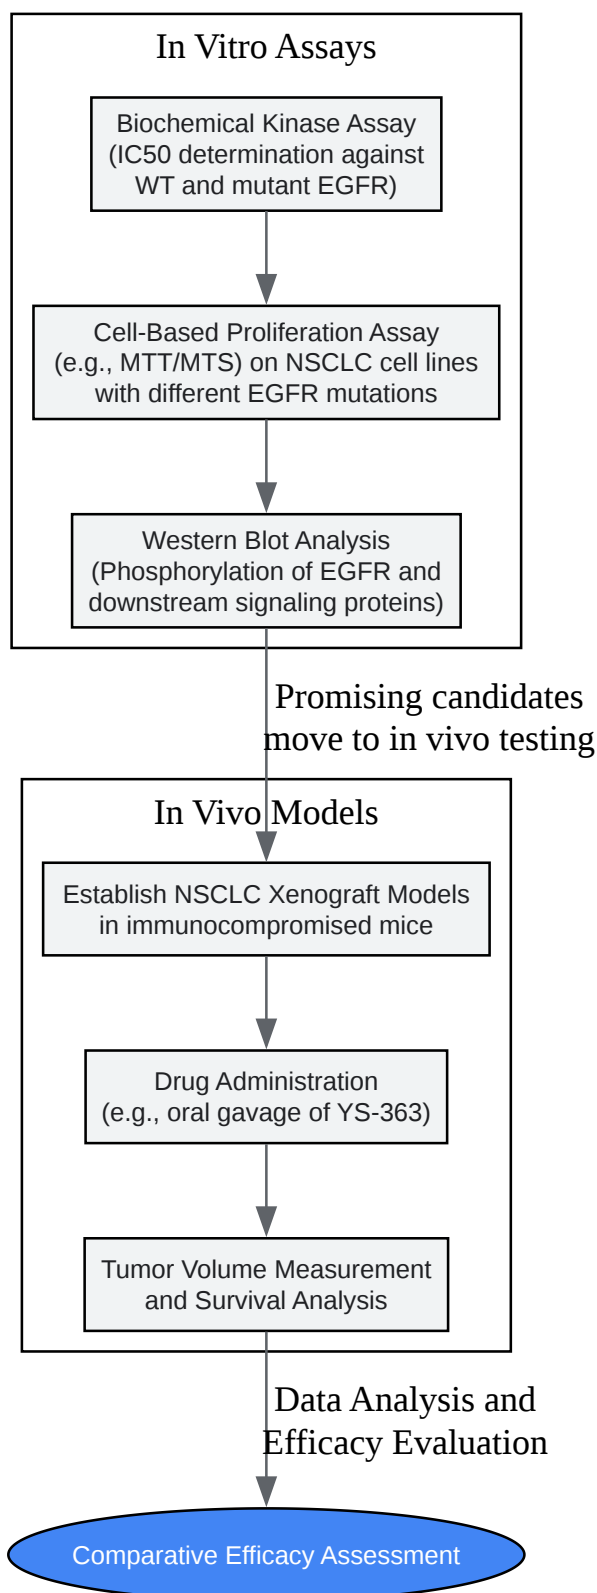 In Vitro Assays
Biochemical Kinase Assay
(IC50 determination against
WT and mutant EGFR)
Cell-Based Proliferation Assay
(e.g., MTT/MTS) on NSCLC cell lines
with different EGFR mutations
Western Blot Analysis
(Phosphorylation of EGFR and
downstream signaling proteins)
Promising candidates
move to in vivo testing
In Vivo Models
Establish NSCLC Xenograft Models
in immunocompromised mice
Drug Administration
(e.g., oral gavage of YS-363)
Tumor Volume Measurement
and Survival Analysis
Data Analysis and
Efficacy Evaluation
Comparative Efficacy Assessment